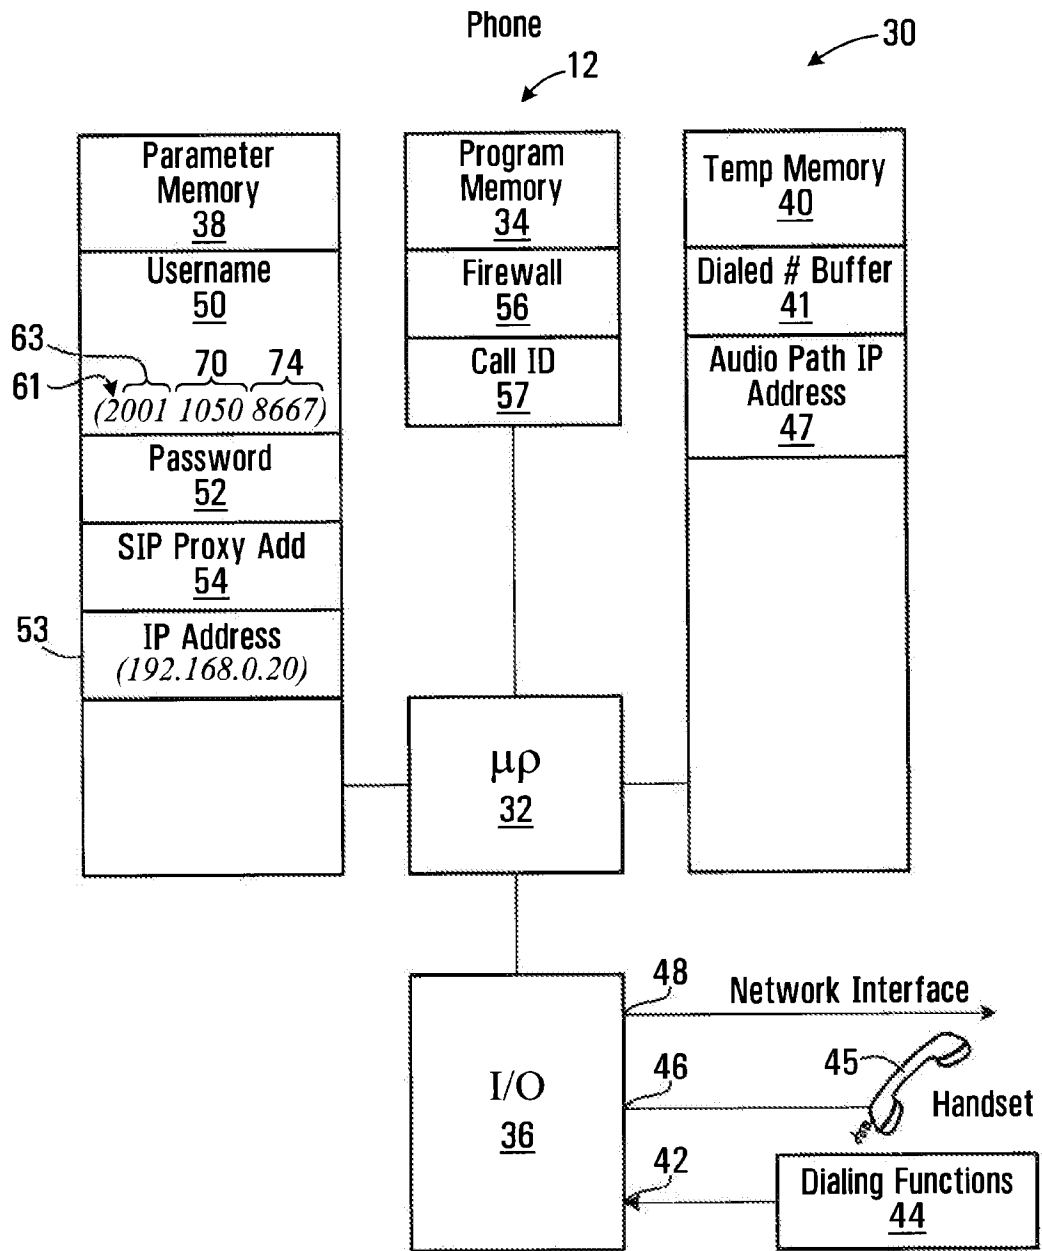 Phone
12
30
Parameter
Memory
38
Username
50
63
70
74
61
(2001 1050 8667)
Password
52
SIP Proxy Add
54
53
IP Address
(192.168.0.20)
Program
Memory
34
Firewall
56
Call ID
57
Temp Memory
40
Dialed # Buffer
41
Audio Path IP
Address
47
μρ
32
I/O
36
48
Network Interface
46
45
Handset
42
Dialing Functions
44